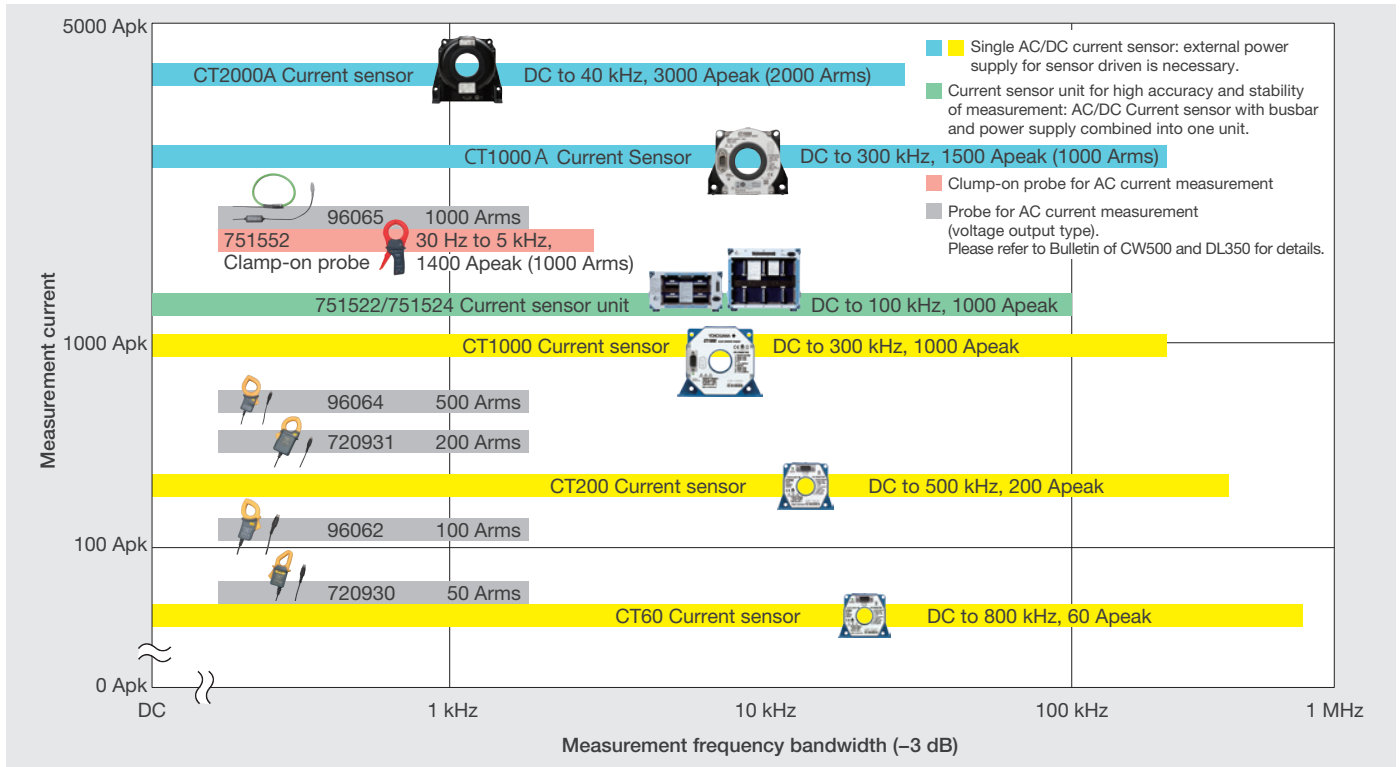 5000 Apk
CT2000A Current sensor DC to 40 kHz, 3000 Apeak (2000 Arms)
Single AC/DC current sensor: external power
supply for sensor driven is necessary.
Current sensor unit for high accuracy and stability
of measurement: AC/DC Current sensor with busbar
and power supply combined into one unit.
CT1000 A Current Sensor DC to 300 kHz, 1500 Apeak (1000 Arms)
Clump-on probe for AC current measurement
Probe for AC current measurement
(voltage output type).
Please refer to Bulletin of CW500 and DL350 for details.
96065 1000 Arms
751552 30 Hz to 5 kHz,
Clamp-on probe 1400 Apeak (1000 Arms)
751522/751524 Current sensor unit DC to 100 kHz, 1000 Apeak
1000 Apk
CT1000 Current sensor DC to 300 kHz, 1000 Apeak
96064 500 Arms
720931 200 Arms
CT200 Current sensor DC to 500 kHz, 200 Apeak
96062 100 Arms
100 Apk
720930 50 Arms
CT60 Current sensor DC to 800 kHz, 60 Apeak
0 Apk
Measurement current
DC 1 kHz 10 kHz 100 kHz 1 MHz
Measurement frequency bandwidth (–3 dB)